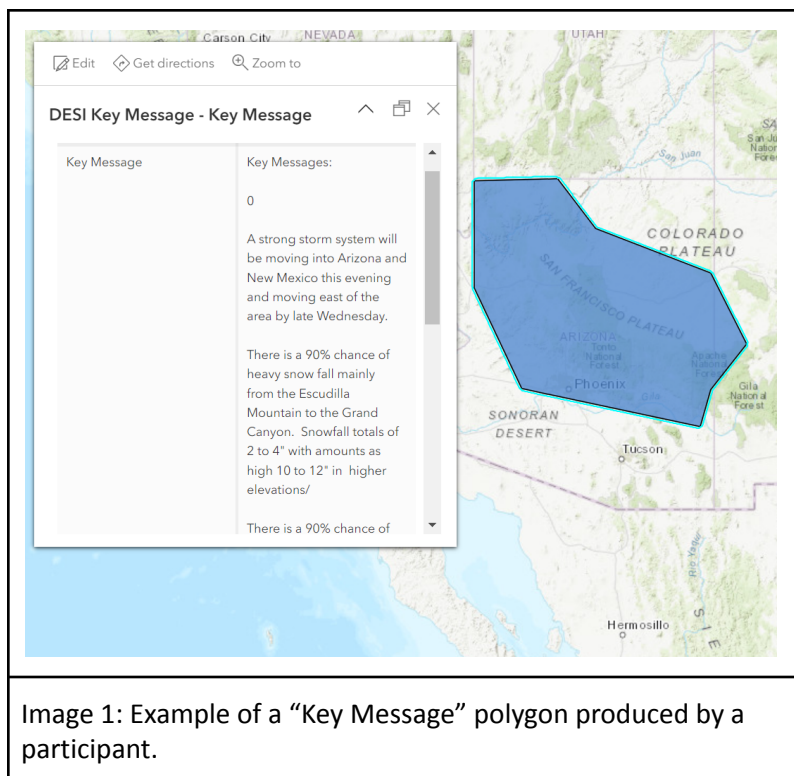 Carson City NEVADA
UTAH
Edit Get directions Zoom to
DESI Key Message - Key Message
Key Message
Key Messages:
0
A strong storm system will
be moving into Arizona and
New Mexico this evening
and moving east of the
area by late Wednesday.
There is a 90% chance of
heavy snow fall mainly
from the Escudilla
Mountain to the Grand
Canyon. Snowfall totals of
2 to 4" with amounts as
high 10 to 12" in higher
elevations/
There is a 90% chance of
San Juan
COLORADO
PLATEAU
SAN FRANCISCO PLATEAU
ARIZONA
Tonto
National
Forest
Apache
National
Forest
Phoenix
Gila
Gila
National
Forest
SONORAN
DESERT
Tucson
Rio Yaqui
Hermosillo
Image 1: Example of a “Key Message” polygon produced by a
participant.